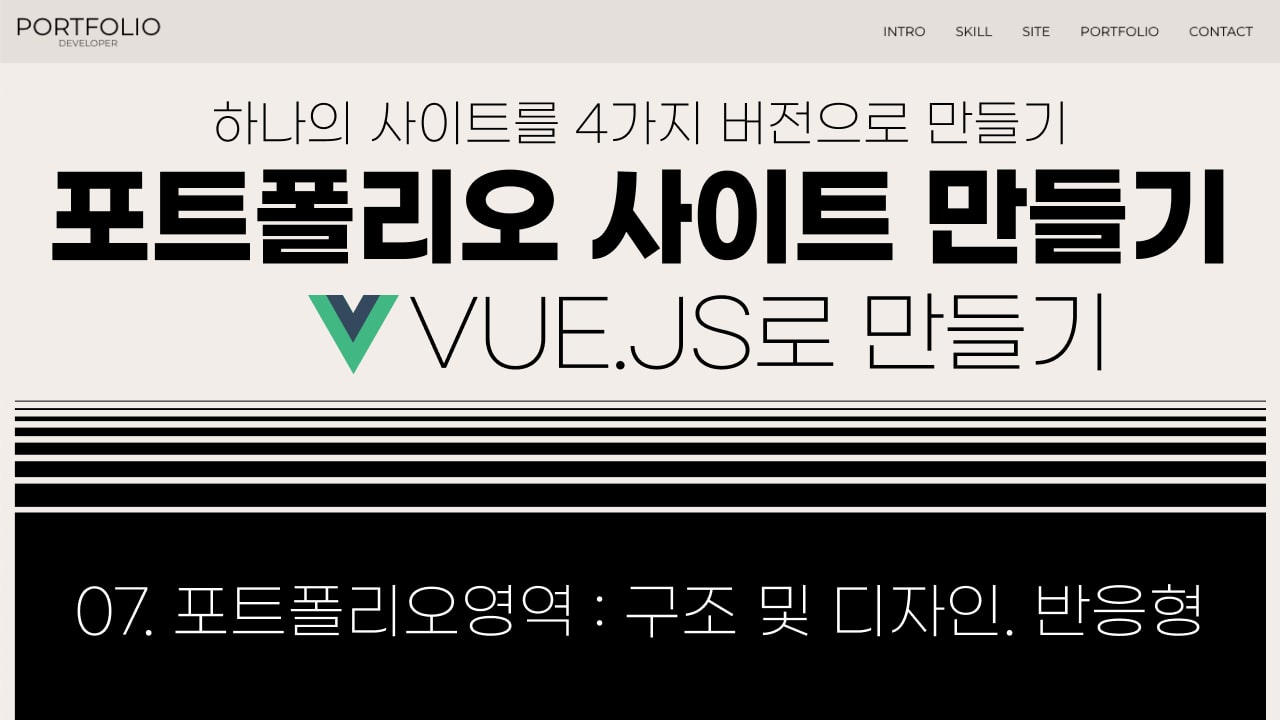 PORTFOLIO
DEVELOPER
INTRO SKILL SITE PORTFOLIO CONTACT
하나의 사이트를 4가지 버전으로 만들기
포트폴리오 사이트 만들기
VUE.JS로 만들기
07. 포트폴리오영역 : 구조 및 디자인. 반응형